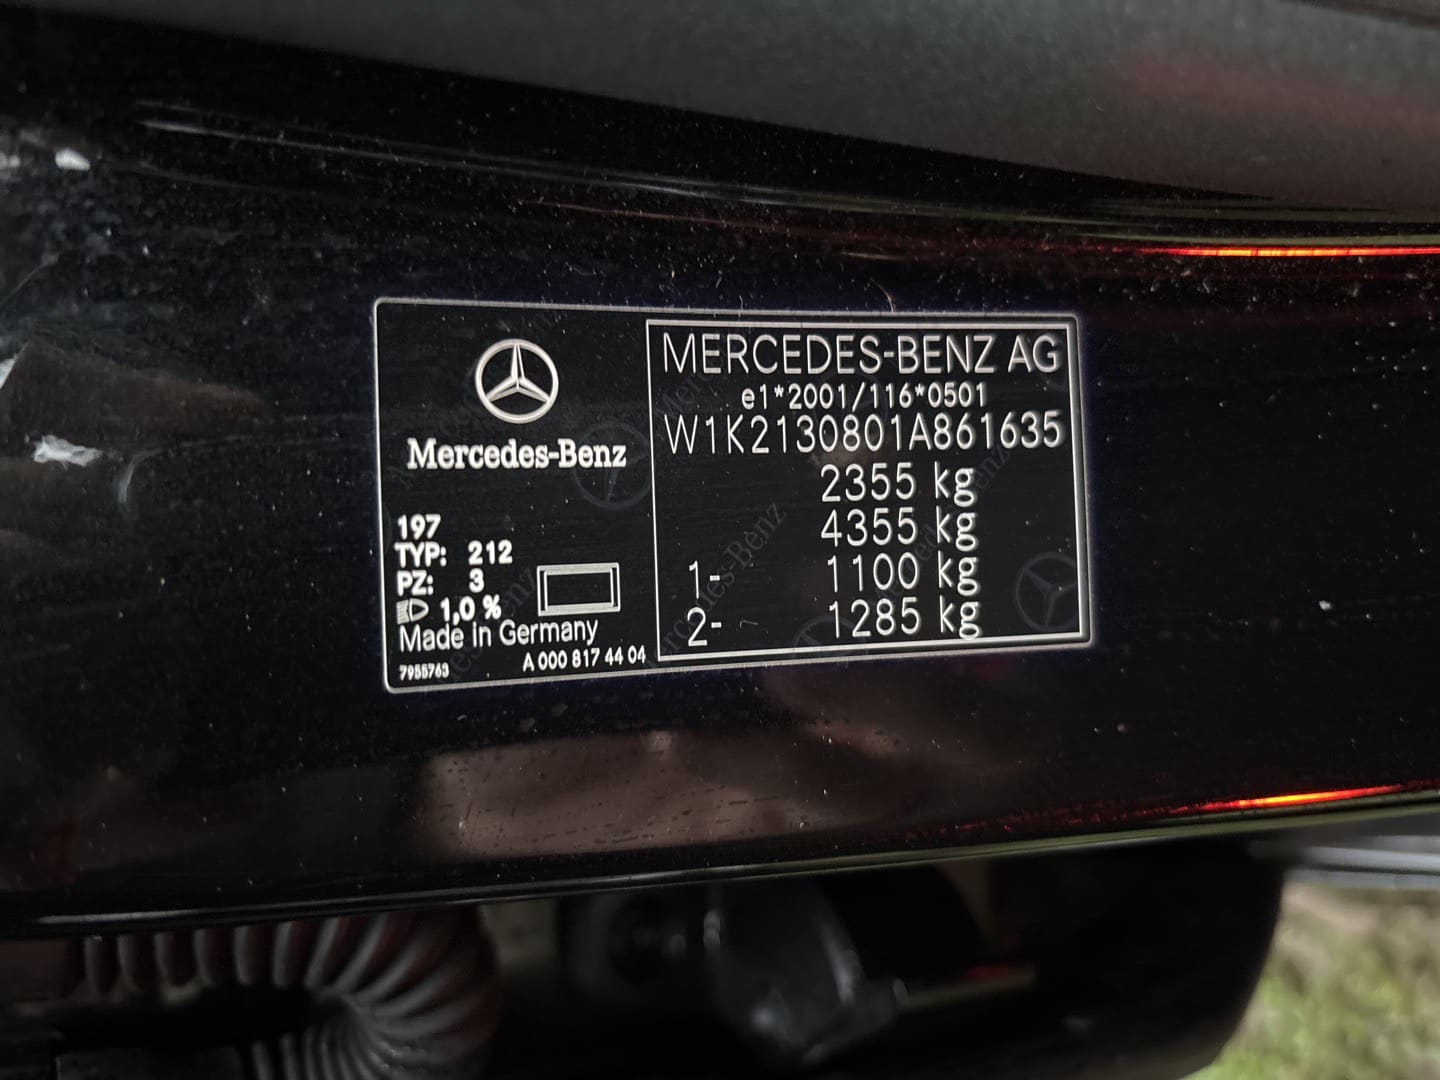 Mercedes-Benz
197
TYP: 212
PZ: 3
1,0 %
Made in Germany
7955763
A 000 817 44 04
MERCEDES-BENZ AG
e1*2001/116*0501
W1K2130801A861635
2355 kg
4355 kg
1- 1100 kg
2- 1285 kg